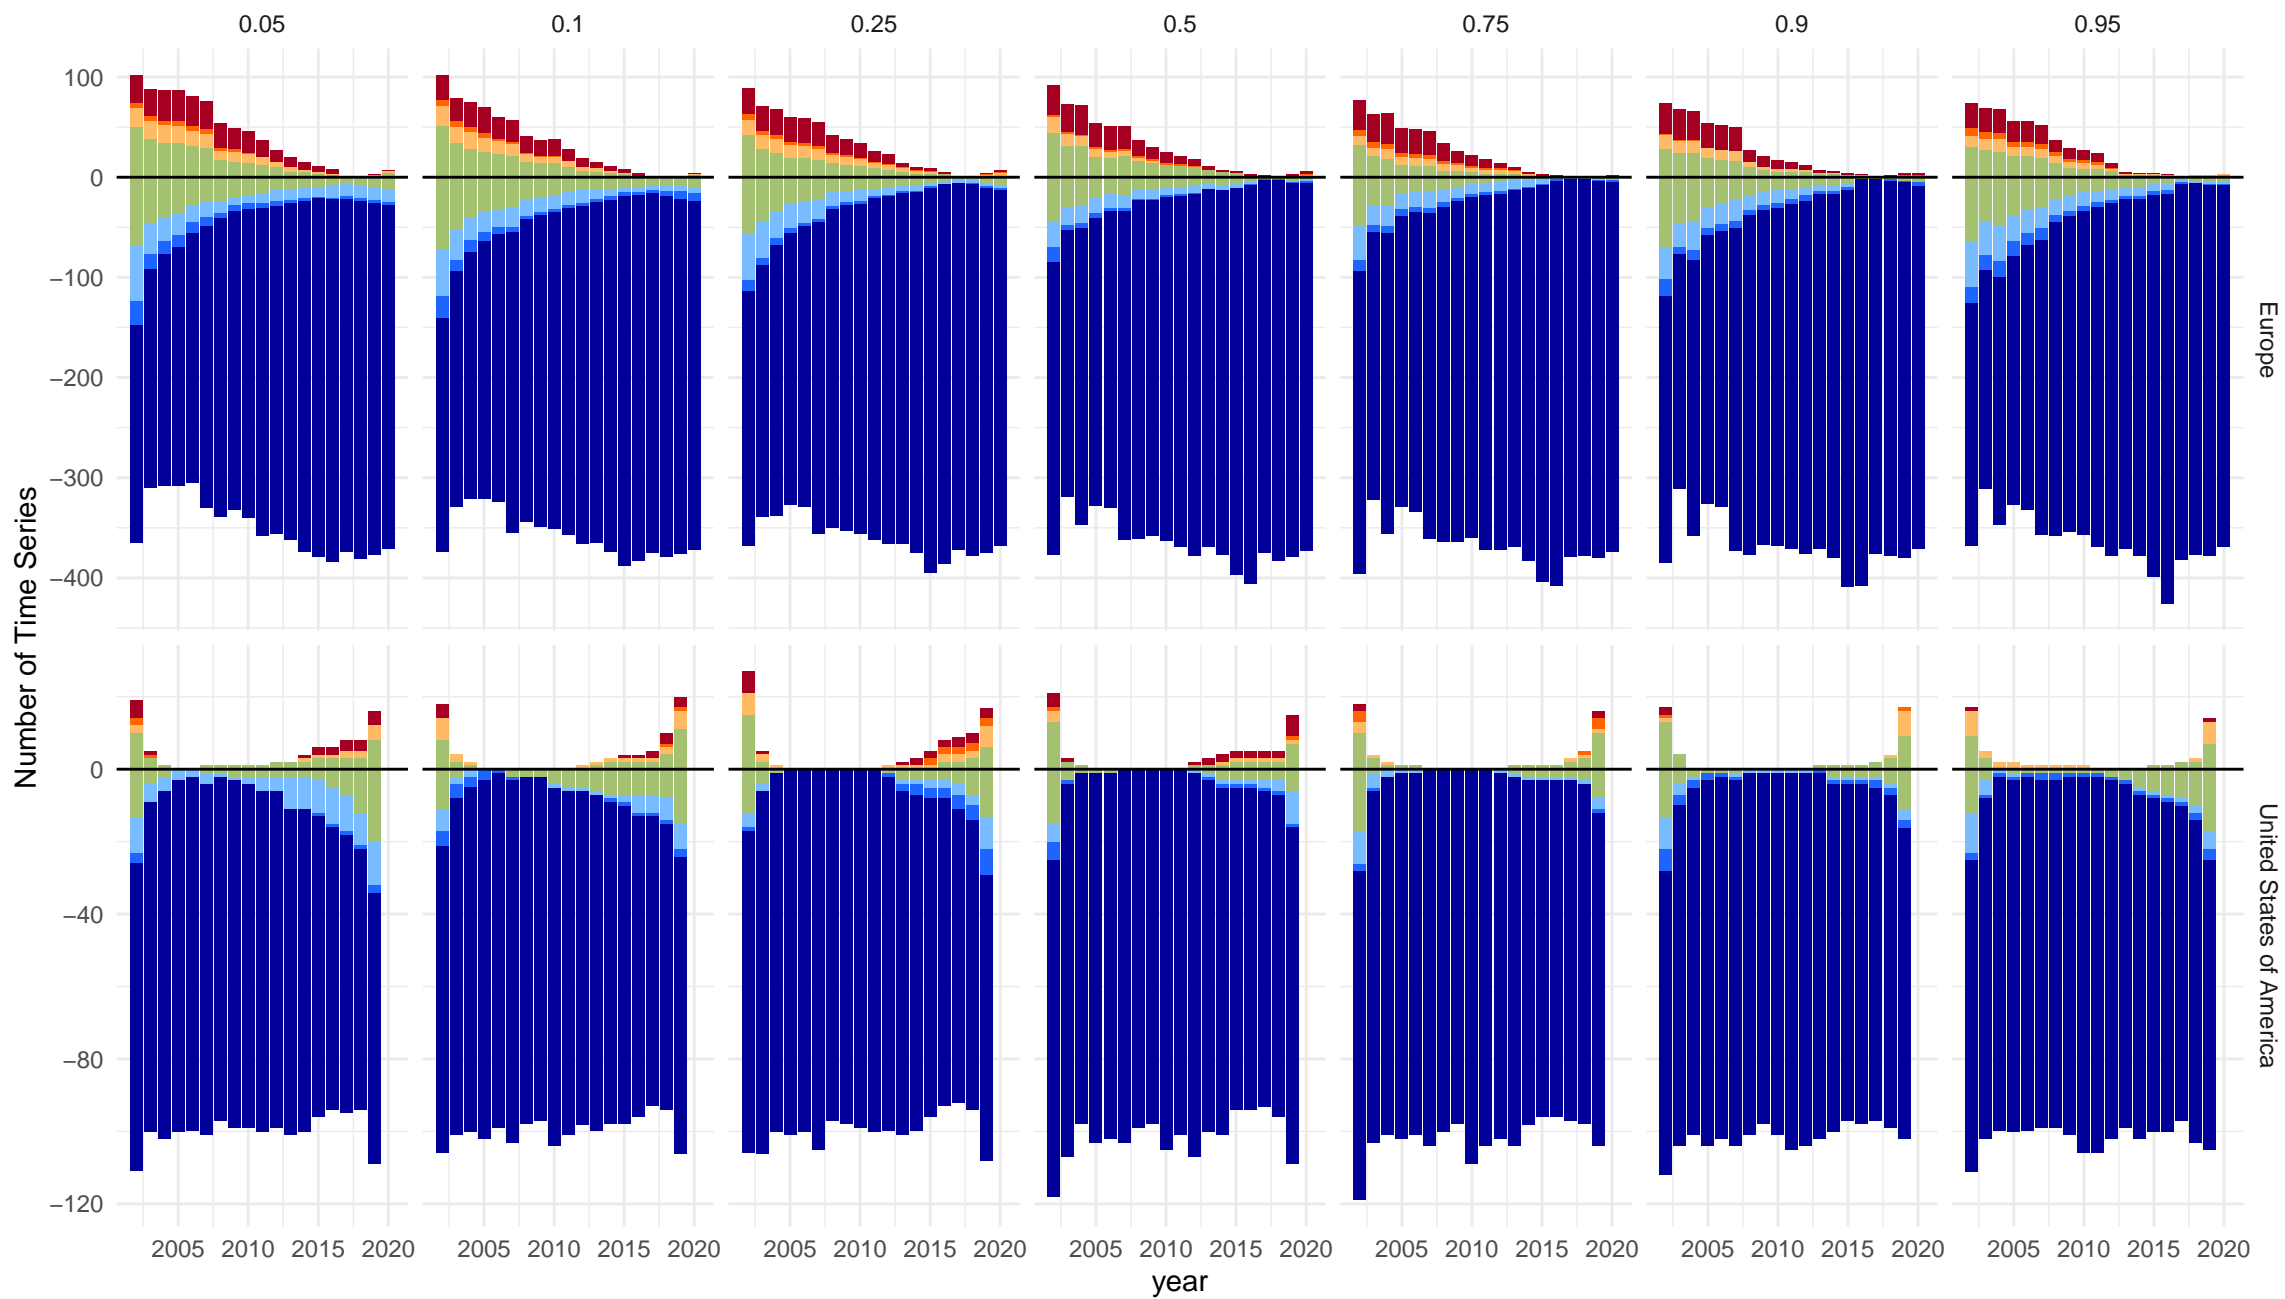 0.05 0.1 0.25 0.5 0.75 0.9 0.95
100
0
−100
−200
−300
−400
Europe
Number of Time Series
0
−40
−80
−120
United States of America
2005 2010 2015 2020 2005 2010 2015 2020 2005 2010 2015 2020 2005 2010 2015 2020 2005 2010 2015 2020 2005 2010 2015 2020 2005 2010 2015 2020
year